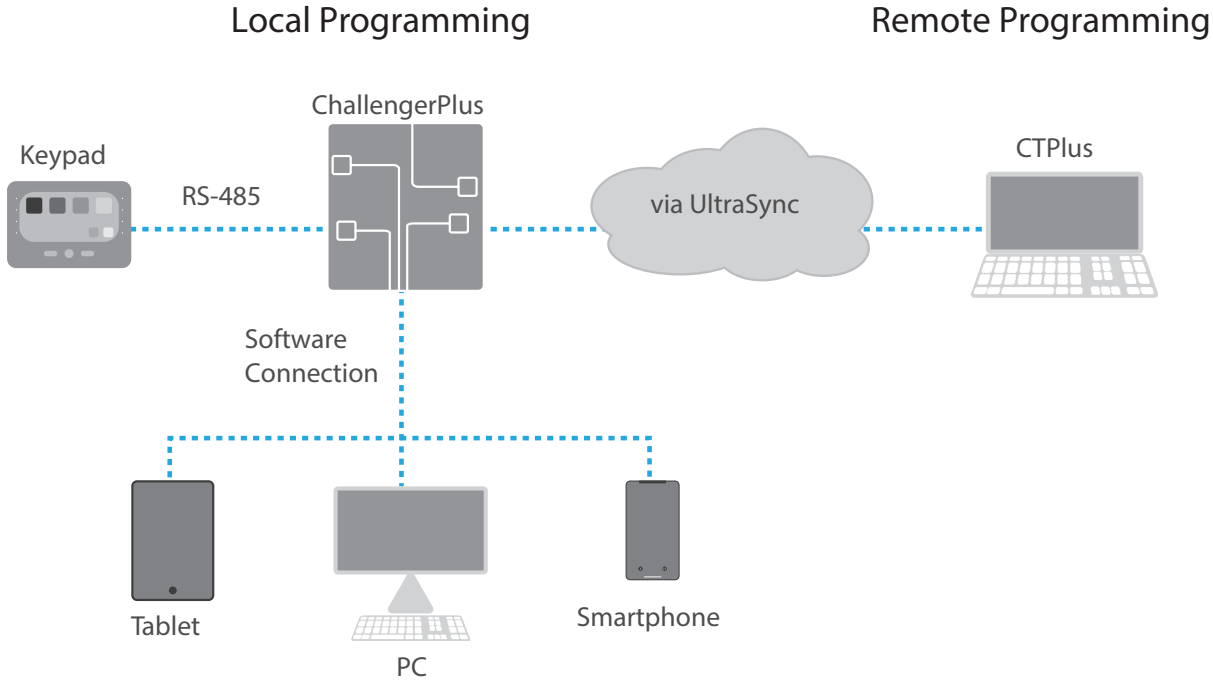 Local Programming
Remote Programming
ChallengerPlus
Keypad
CTPlus
RS-485
via UltraSync
Software
Connection
Tablet
Smartphone
PC